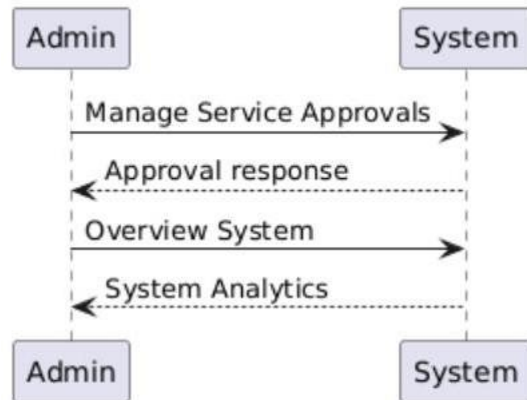 Admin
System
Manage Service Approvals
Approval response
Overview System
System Analytics
Admin
System